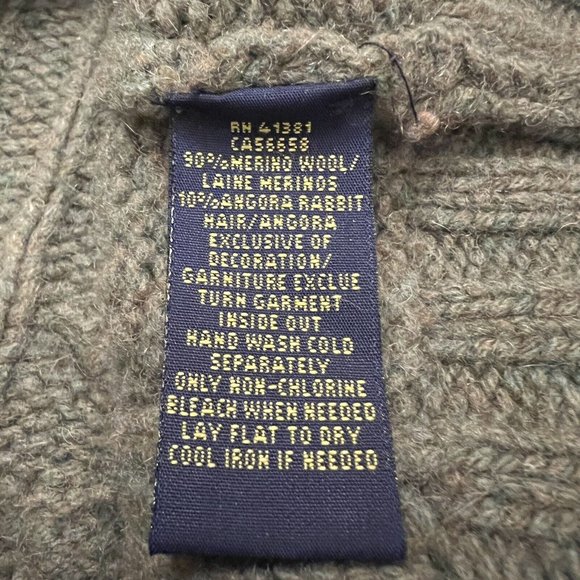 RN 41381
CA56658
90%MERINO WOOL/
LAINE MERINOS
10%ANGORA RABBIT
HAIR/ANGORA
EXCLUSIVE OF
DECORATION/
GARNITURE EXCLUE
TURN GARMENT
INSIDE OUT
HAND WASH COLD
SEPARATELY
ONLY NON-CHLORINE
BLEACH WHEN NEEDED
LAY FLAT TO DRY
COOL IRON IF NEEDED